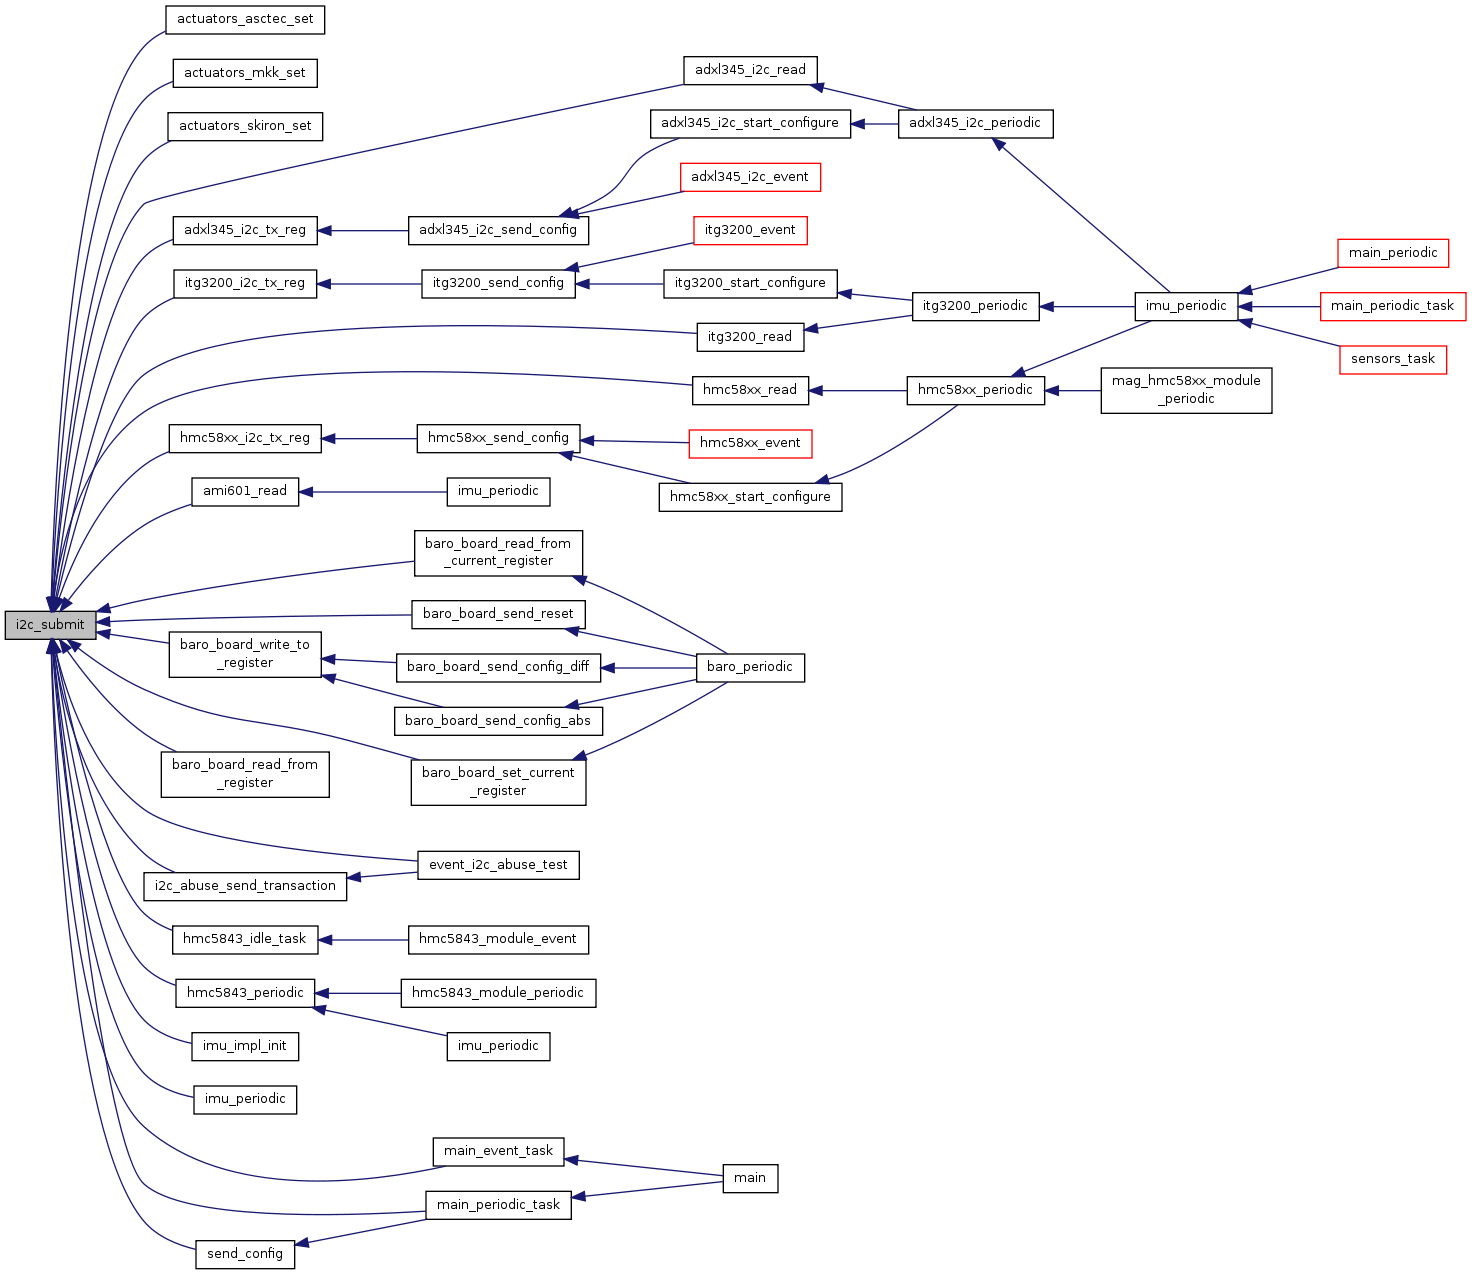 actuators_asctec_set
actuators_mkk_set
actuators_skiron_set
adxl345_i2c_read
adxl345_i2c_start_configure
adxl345_i2c_periodic
adxl345_i2c_event
adxl345_i2c_tx_reg
adxl345_i2c_send_config
itg3200_event
main_periodic
itg3200_i2c_tx_reg
itg3200_send_config
itg3200_start_configure
itg3200_periodic
imu_periodic
main_periodic_task
itg3200_read
sensors_task
hmc58xx_read
hmc58xx_periodic
mag_hmc58xx_module
_periodic
hmc58xx_i2c_tx_reg
hmc58xx_send_config
hmc58xx_event
ami601_read
imu_periodic
hmc58xx_start_configure
baro_board_read_from
_current_register
i2c_submit
baro_board_send_reset
baro_board_write_to
_register
baro_board_send_config_diff
baro_periodic
baro_board_send_config_abs
baro_board_read_from
_register
baro_board_set_current
_register
event_i2c_abuse_test
i2c_abuse_send_transaction
hmc5843_idle_task
hmc5843_module_event
hmc5843_periodic
hmc5843_module_periodic
imu_impl_init
imu_periodic
imu_periodic
main_event_task
main
main_periodic_task
send_config